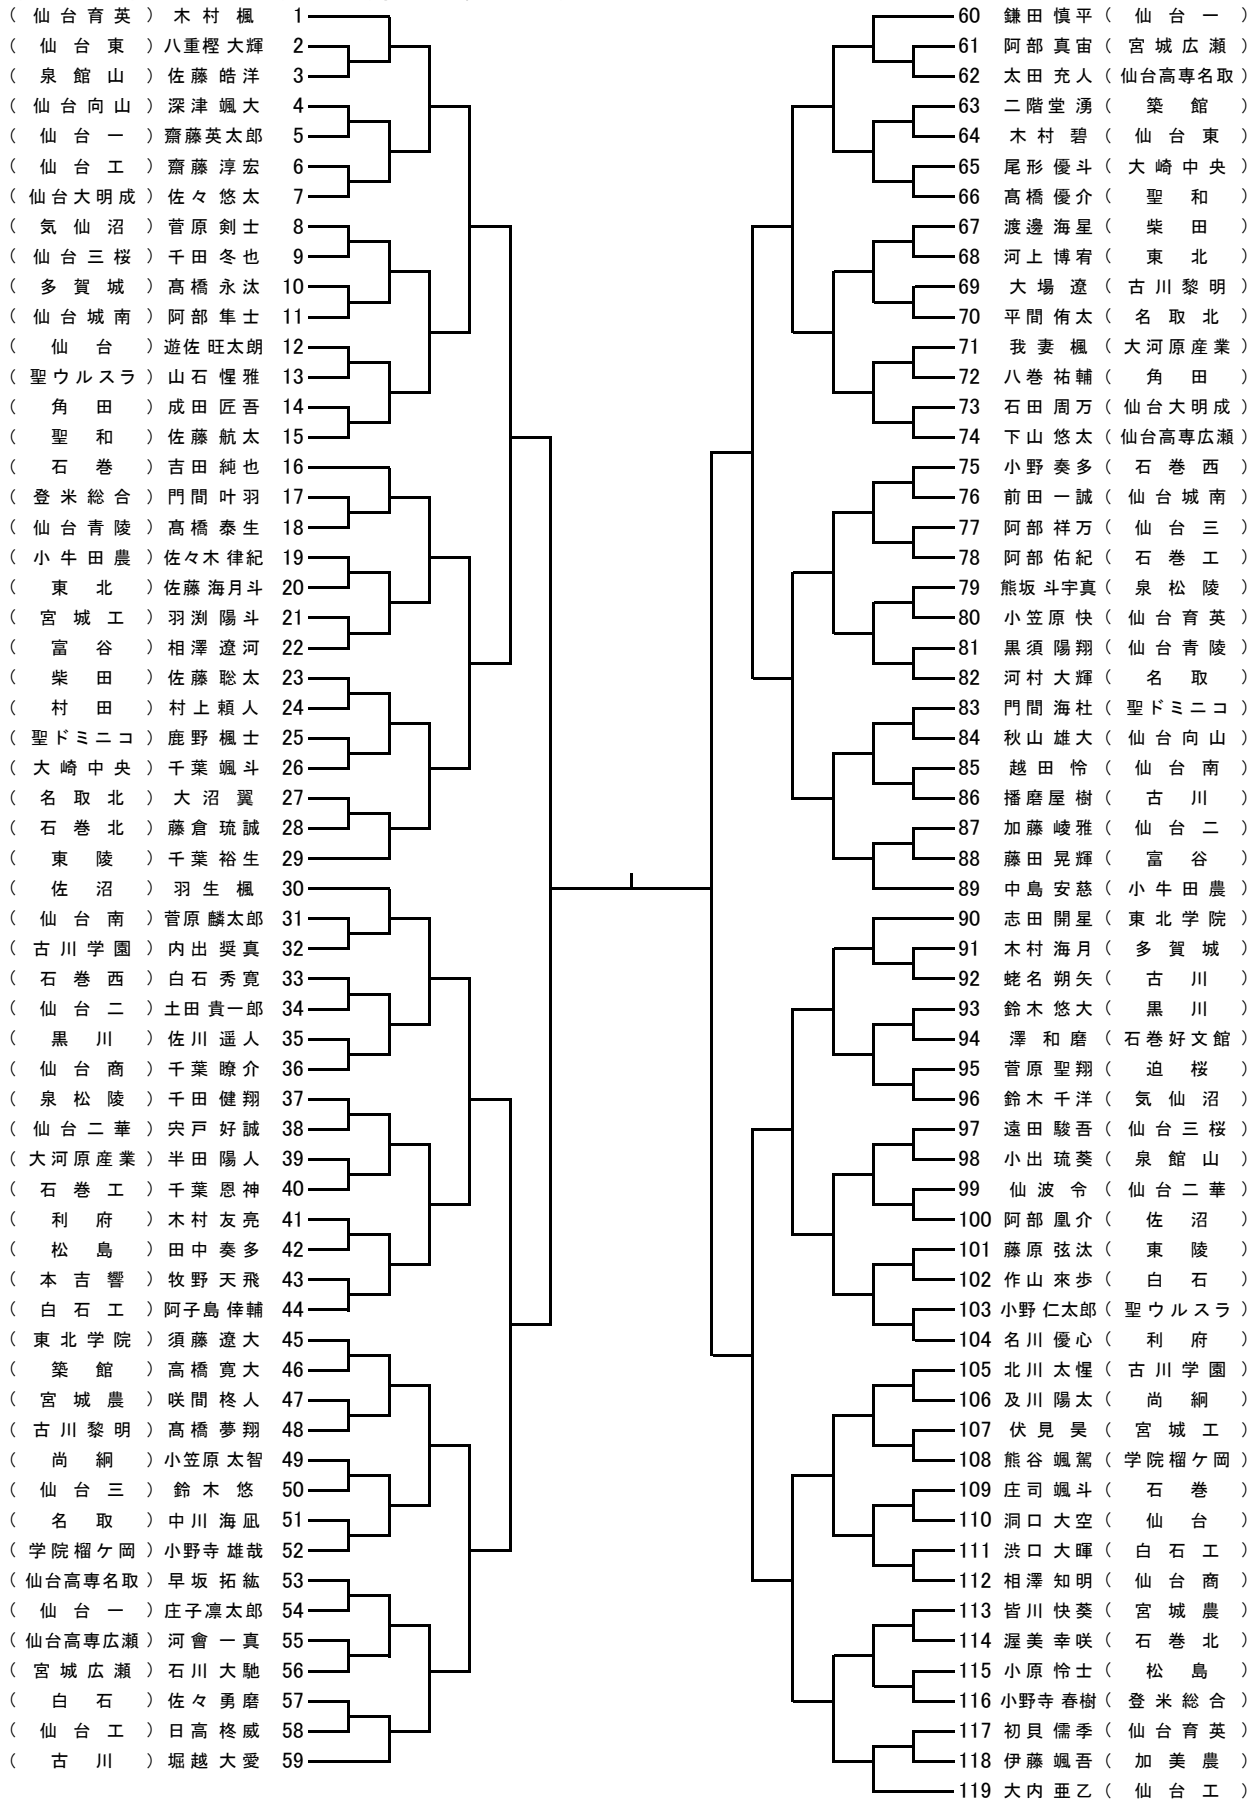 （仙台育英）木村 楓 1
（仙台東）八重樫 大輝 2
（泉館山）佐藤 皓洋 3
（仙台向山）深津 颯大 4
（仙台一）齋藤英太郎 5
（仙台工）齋藤 淳宏 6
（仙台大明成）佐々 悠太 7
（気仙沼）菅原 剣士 8
（仙台三桜）千田 冬也 9
（多賀城）髙橋 永汰 10
（仙台城南）阿部 隼士 11
（仙台）遊佐 旺太朗 12
（聖ウルスラ）山石 惺雅 13
（角田）成田 匠吾 14
（聖和）佐藤 航太 15
（石巻）吉田 純也 16
（登米総合）門間 叶羽 17
（仙台青陵）髙橋 泰生 18
（小牛田農）佐々木 律紀 19
（東北）佐藤 海月斗 20
（宮城工）羽渕 陽斗 21
（富谷）相澤 遼河 22
（柴田）佐藤 聡太 23
（村田）村上 頼人 24
（聖ドミニコ）鹿野 楓士 25
（大崎中央）千葉 颯斗 26
（名取北）大沼 翼 27
（石巻北）藤倉 琉誠 28
（東陵）千葉 裕生 29
（佐沼）羽生 楓 30
（仙台南）菅原 麟太郎 31
（古川学園）内出 奨真 32
（石巻西）白石 秀寛 33
（仙台二）土田 貴一郎 34
（黒川）佐川 遥人 35
（仙台商）千葉 瞭介 36
（泉松陵）千田 健翔 37
（仙台二華）宍戸 好誠 38
（大河原産業）半田 陽人 39
（石巻工）千葉 恩神 40
（利府）木村 友亮 41
（松島）田中 奏多 42
（本吉響）牧野 天飛 43
（白石工）阿子島 倖輔 44
（東北学院）須藤 遼大 45
（築館）高橋 寛大 46
（宮城農）咲間 柊人 47
（古川黎明）髙橋 夢翔 48
（尚絅）小笠原 太智 49
（仙台三）鈴木 悠 50
（名取）中川 海凪 51
（学院榴ケ岡）小野寺 雄哉 52
（仙台高専名取）早坂 拓紘 53
（仙台一）庄子凛太郎 54
（仙台高専広瀬）河會 一真 55
（宮城広瀬）石川 大馳 56
（白石）佐々 勇磨 57
（仙台工）日高 柊威 58
（古川）堀越 大愛 59
60 鎌田 慎平（仙台一）
61 阿部 真宙（宮城広瀬）
62 太田 充人（仙台高専名取）
63 二階堂 湧（築館）
64 木村 碧（仙台東）
65 尾形 優斗（大崎中央）
66 髙橋 優介（聖和）
67 渡邊 海星（柴田）
68 河上 博宥（東北）
69 大場 遼（古川黎明）
70 平間 侑太（名取北）
71 我妻 楓（大河原産業）
72 八巻 祐輔（角田）
73 石田 周万（仙台大明成）
74 下山 悠太（仙台高専広瀬）
75 小野 奏多（石巻西）
76 前田 一誠（仙台城南）
77 阿部 祥万（仙台三）
78 阿部 佑紀（石巻工）
79 熊坂 斗宇真（泉松陵）
80 小笠原 快（仙台育英）
81 黒須 陽翔（仙台青陵）
82 河村 大輝（名取）
83 門間 海杜（聖ドミニコ）
84 秋山 雄大（仙台向山）
85 越田 怜（仙台南）
86 播磨屋 樹（古川）
87 加藤 崚雅（仙台二）
88 藤田 晃輝（富谷）
89 中島 安慈（小牛田農）
90 志田 開星（東北学院）
91 木村 海月（多賀城）
92 蛯名 朔矢（古川）
93 鈴木 悠大（黒川）
94 澤 和磨（石巻好文館）
95 菅原 聖翔（迫桜）
96 鈴木 千洋（気仙沼）
97 遠田 駿吾（仙台三桜）
98 小出 琉葵（泉館山）
99 仙波 令（仙台二華）
100 阿部 凰介（佐沼）
101 藤原 弦汰（東陵）
102 作山 來歩（白石）
103 小野 仁太郎（聖ウルスラ）
104 名川 優心（利府）
105 北川 太惺（古川学園）
106 及川 陽太（尚絅）
107 伏見 昊（宮城工）
108 熊谷 颯駕（学院榴ケ岡）
109 庄司 颯斗（石巻）
110 洞口 大空（仙台）
111 渋口 大暉（白石工）
112 相澤 知明（仙台商）
113 皆川 快葵（宮城農）
114 渥美 幸咲（石巻北）
115 小原 怜士（松島）
116 小野寺 春樹（登米総合）
117 初貝 儒季（仙台育英）
118 伊藤 颯吾（加美農）
119 大内 亜乙（仙台工）